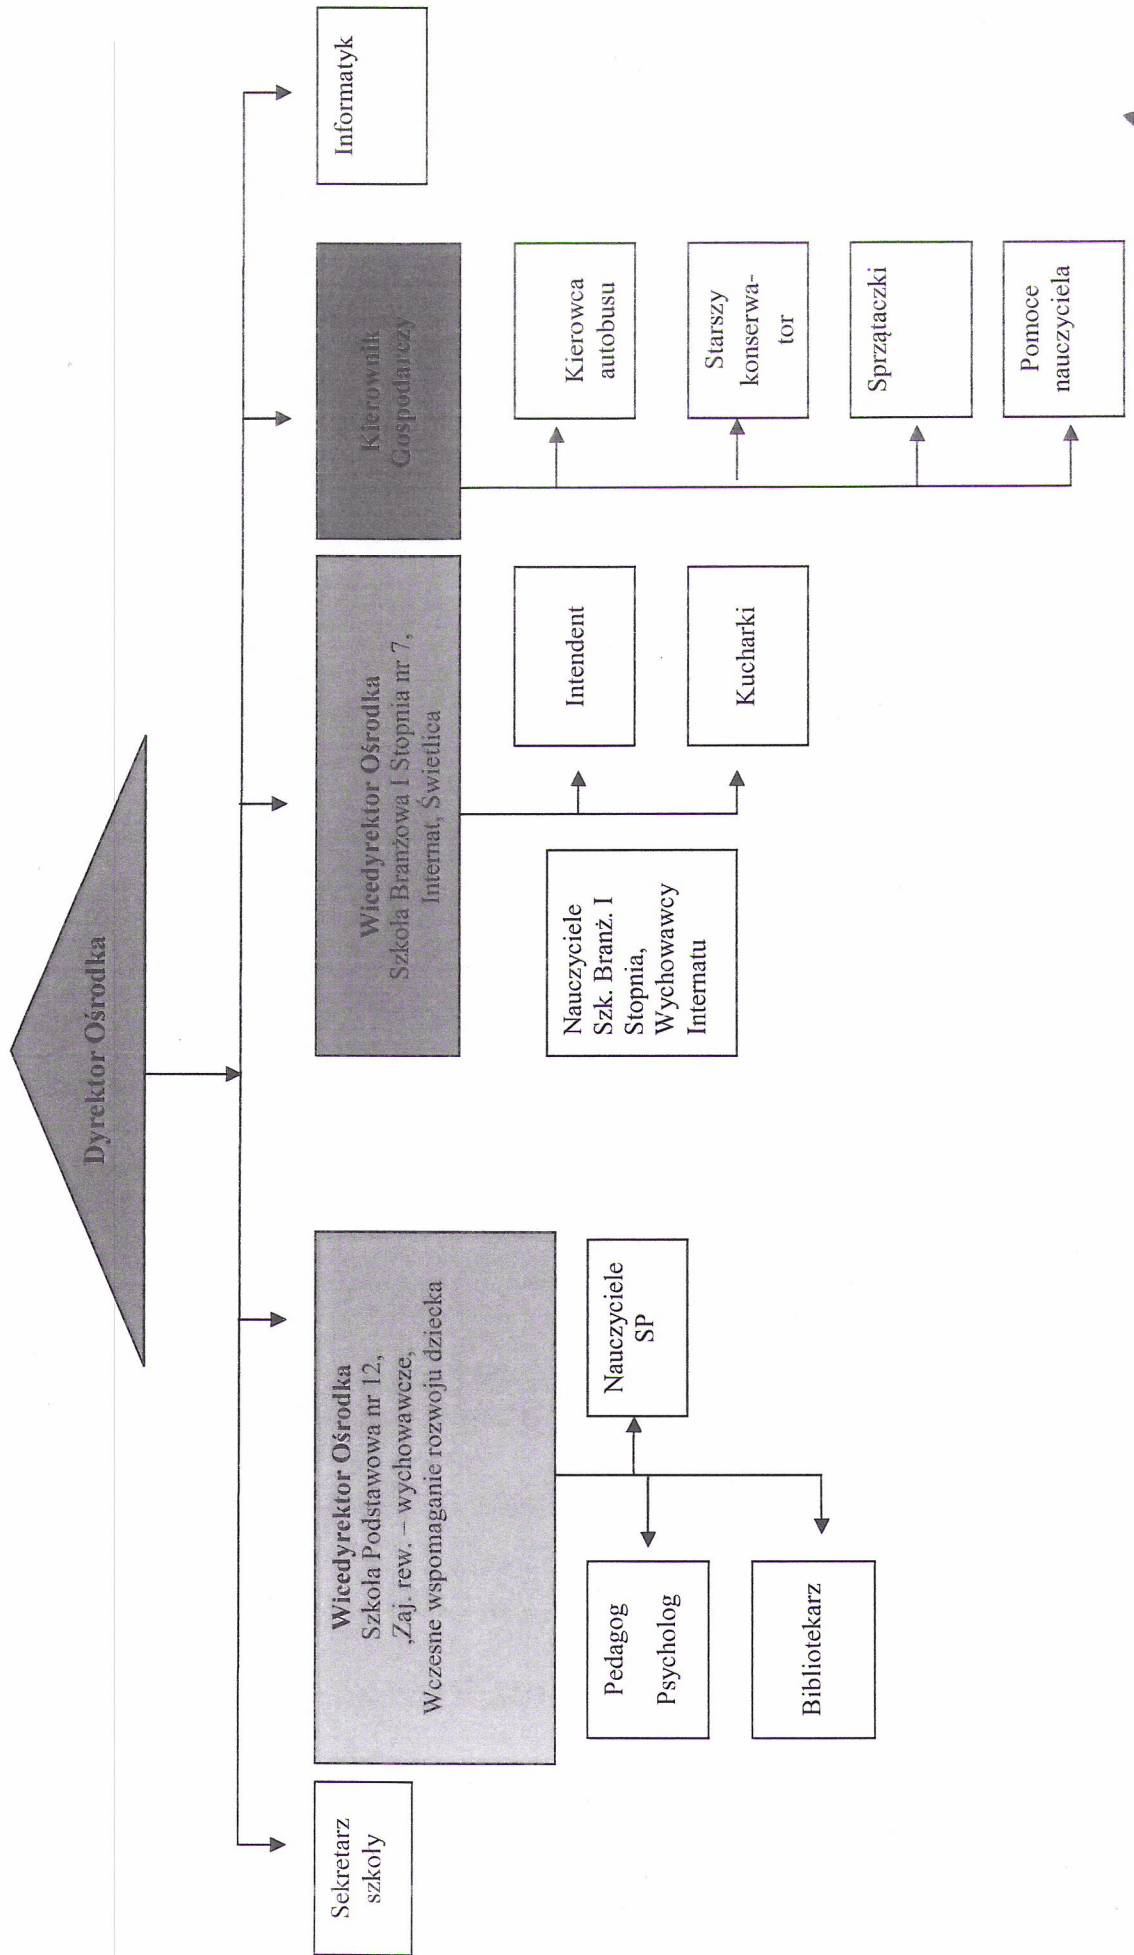 Dyrektor Ośrodka
Sekretarz
szkoły
Wicedyrektor Ośrodka
Szkoła Podstawowa nr 12,
,Zaj. rew. – wychowawcze,
Wczesne wspomaganie rozwoju dziecka
Wicedyrektor Ośrodka
Szkoła Branżowa I Stopnia nr 7,
Internat, Świetlica
Kierownik
Gospodarczy
Informatyk
Pedagog
Psycholog
Nauczyciele
SP
Bibliotekarz
Nauczyciele
Szk. Branż. I
Stopnia,
Wychowawcy
Internatu
Intendent
Kucharki
Kierowca
autobusu
Starszy
konserwa-
tor
Sprzątaczki
Pomoce
nauczyciela